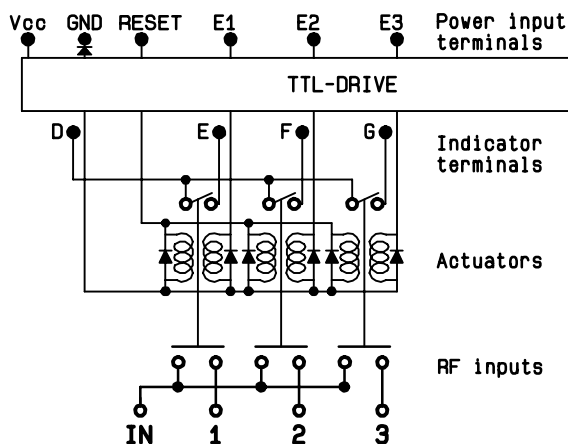 Vcc GND RESET E1 E2 E3 Power input
terminals
TTL-DRIVE
D E F G Indicator
terminals
Actuators
RF inputs
IN 1 2 3